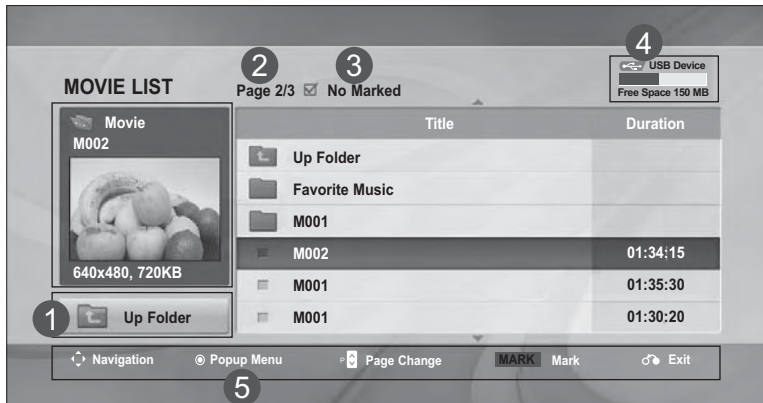 2
3
4
USB Device
MOVIE LIST
Page 2/3
No Marked
Free Space 150 MB
Movie
M002
640x480, 720KB
1
Up Folder
Title Duration
Up Folder
Favorite Music
M001
M002 01:34:15
M001 01:35:30
M001 01:30:20
Navigation Popup Menu P Page Change MARK Mark Exit
5